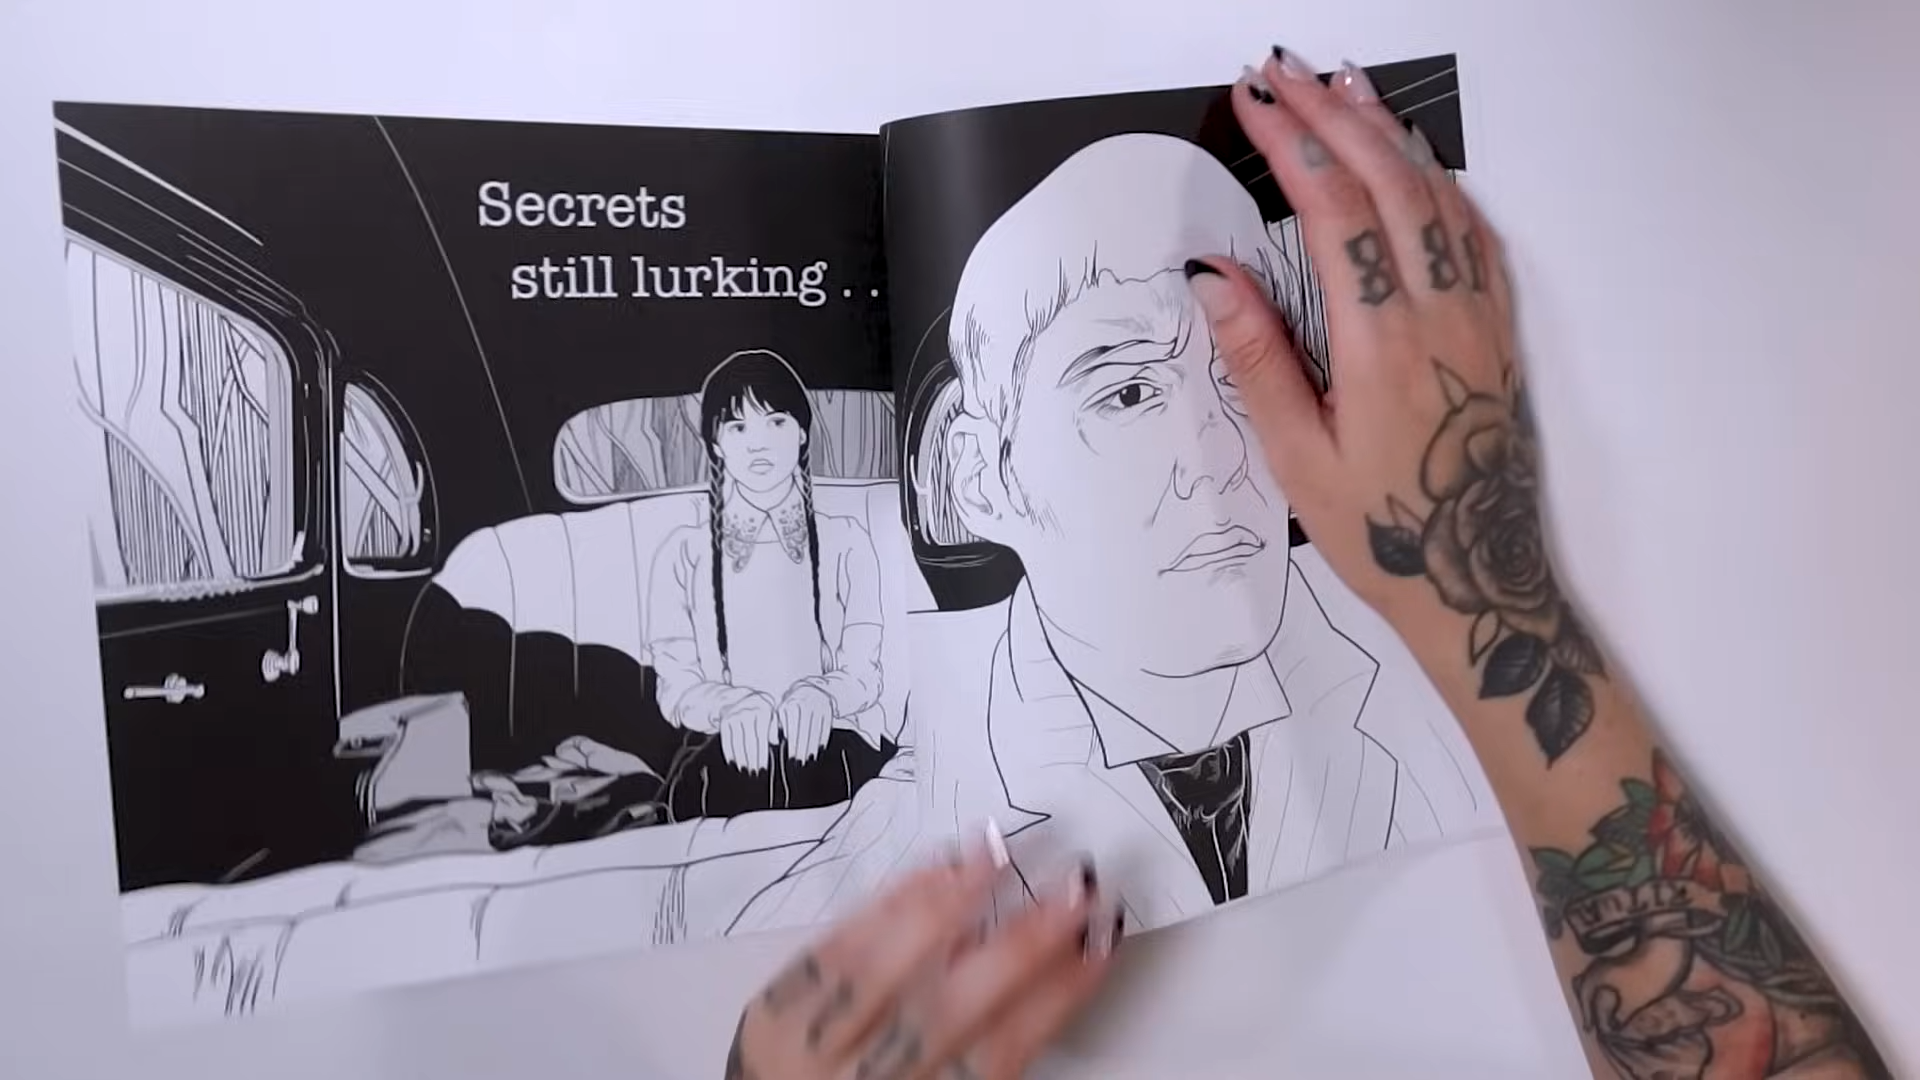 Secrets
still lurking . .